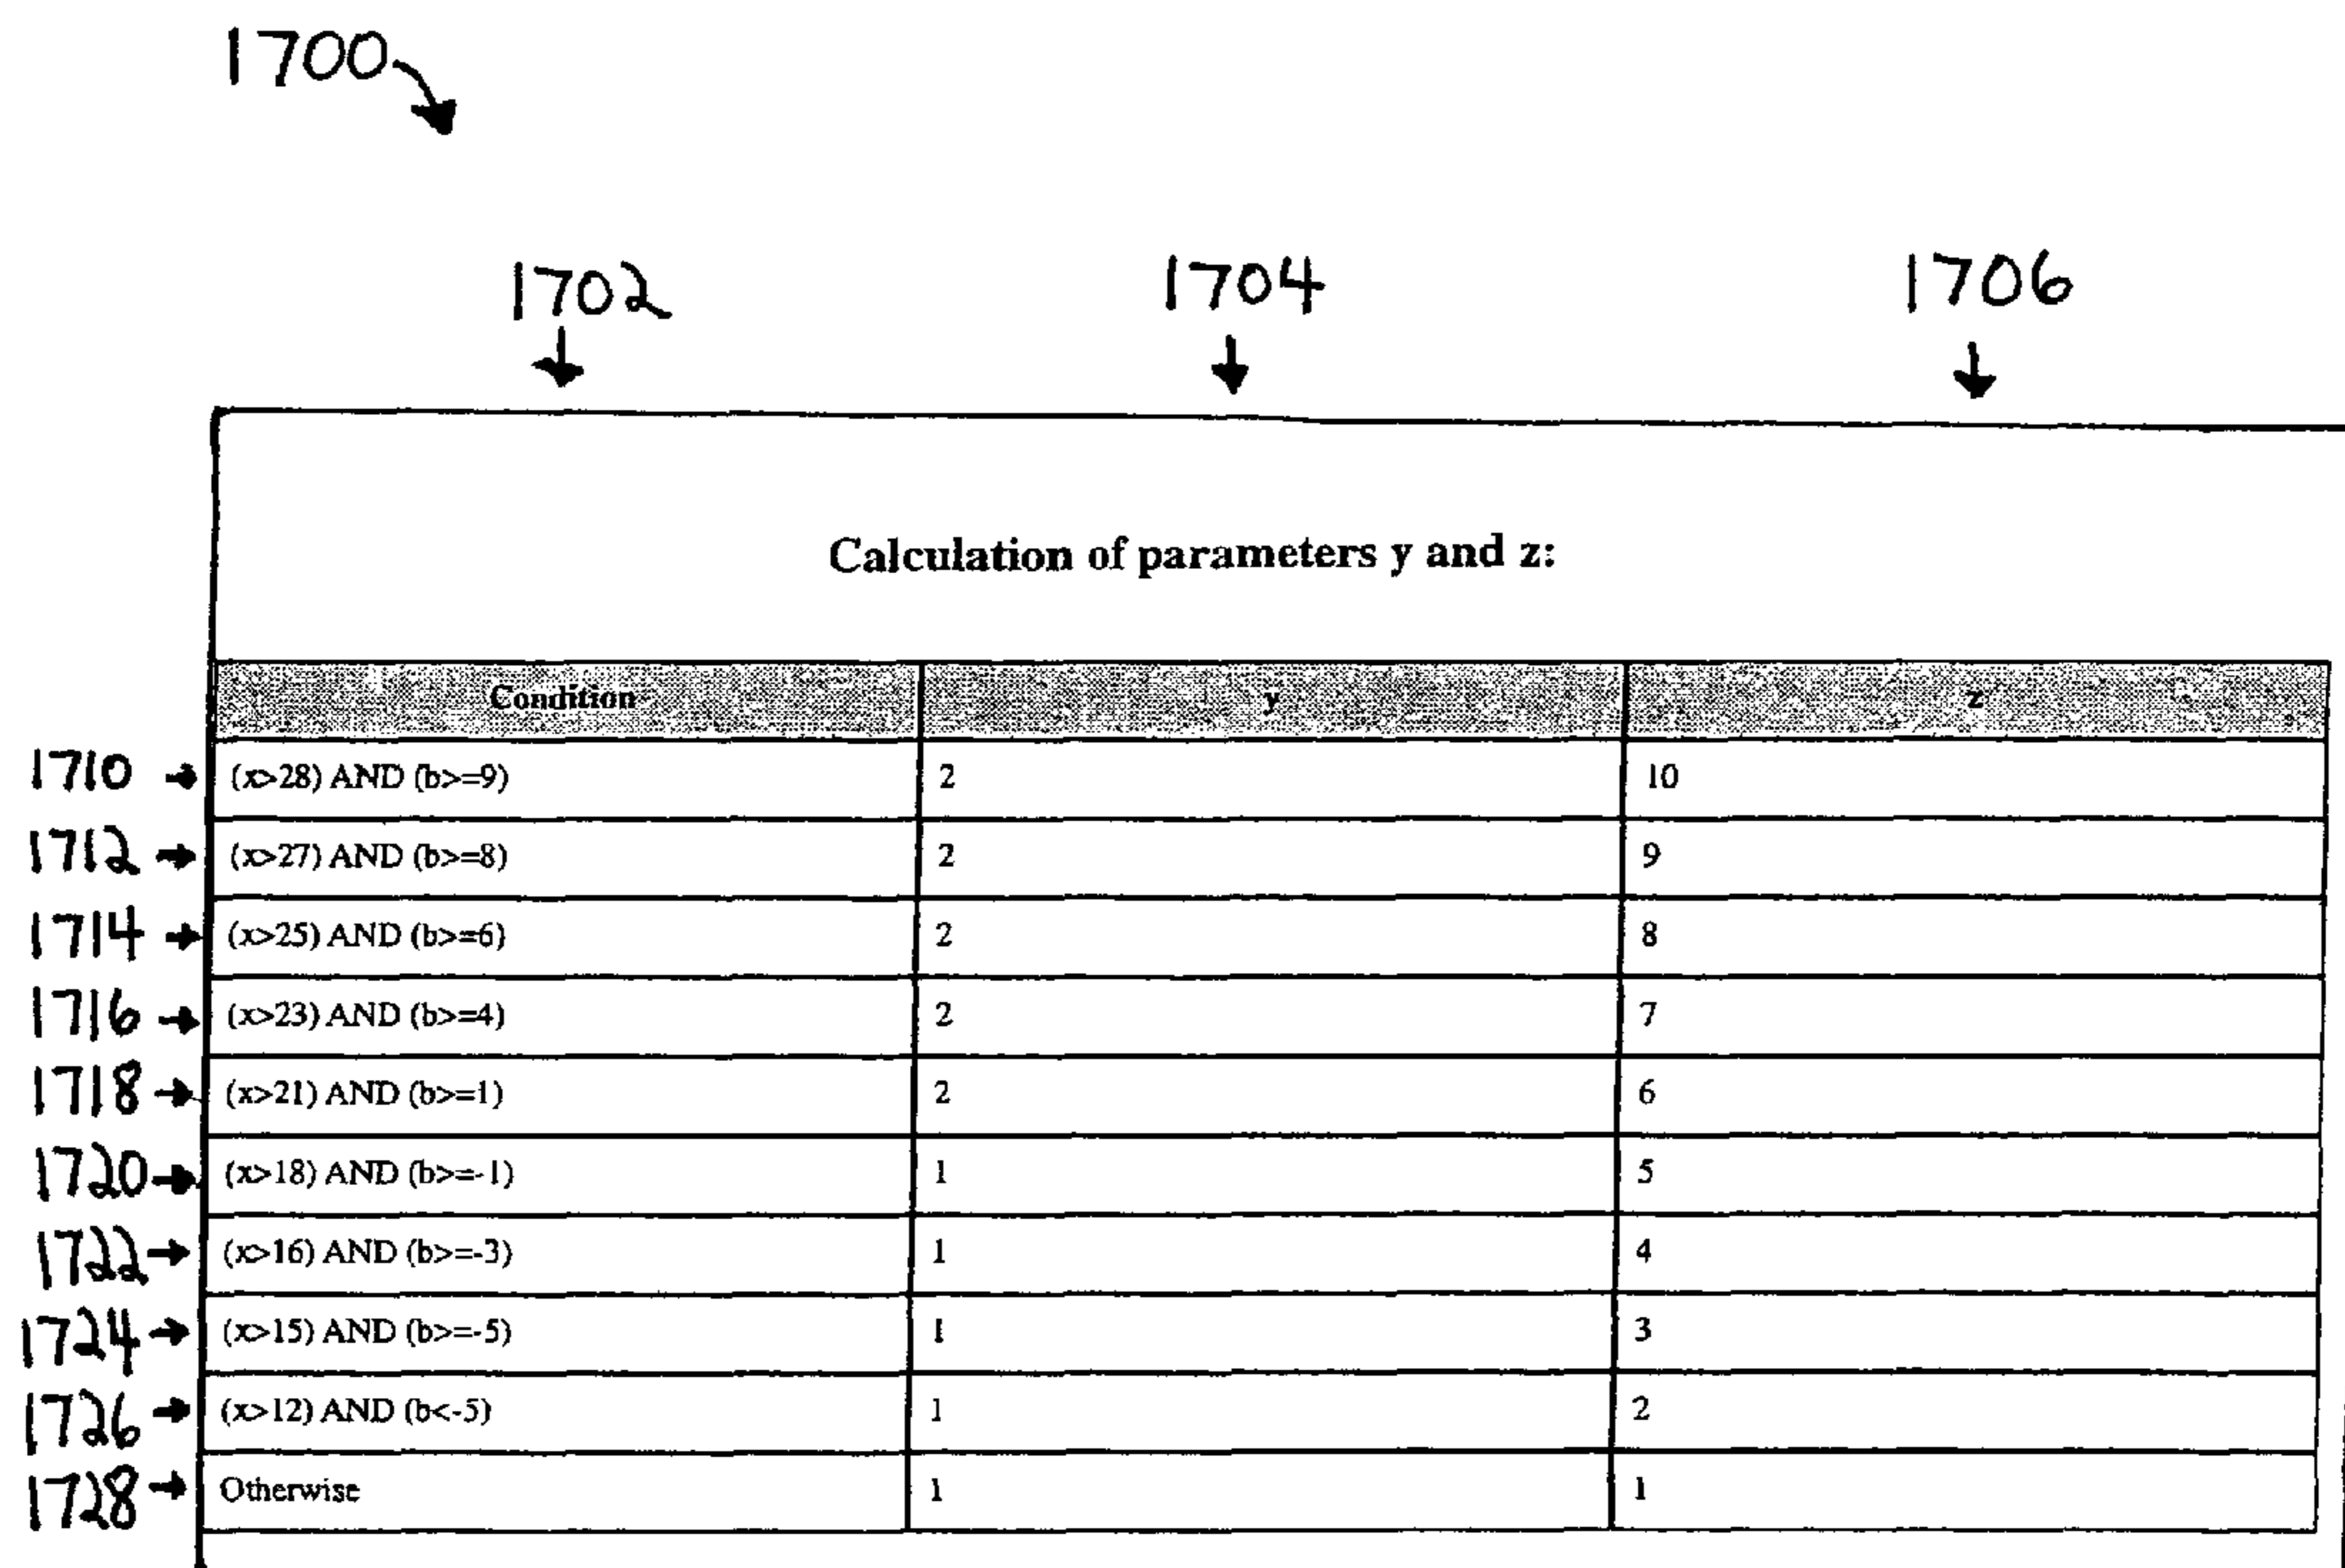 1700
1702 1704 1706
Calculation of parameters y and z:
Condition y z
1710 (x>28) AND (b>=9) 2 10
1712 (x>27) AND (b>=8) 2 9
1714 (x>25) AND (b>=6) 2 8
1716 (x>23) AND (b>=4) 2 7
1718 (x>21) AND (b>=1) 2 6
1720 (x>18) AND (b>=-1) 1 5
1722 (x>16) AND (b>=-3) 1 4
1724 (x>15) AND (b>=-5) 1 3
1726 (x>12) AND (b<-5) 1 2
1728 Otherwise 1 1